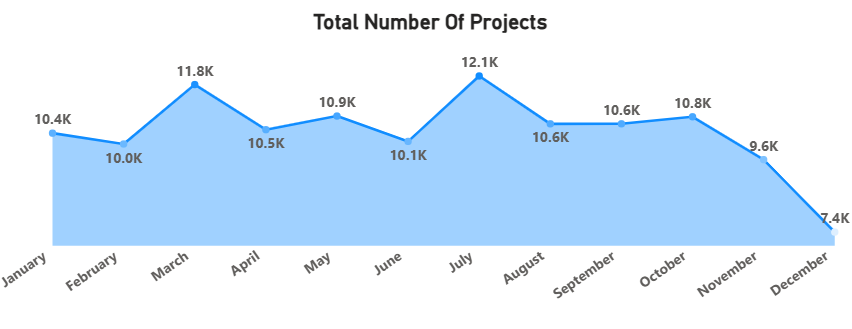 Total Number Of Projects
12.1K
11.8K
10.9K
10.8K
10.4K
10.6K
10.5K
10.6K
10.0K
10.1K
9.6K
7.4K
January
February
March
April
May
June
July
August
September
October
November
December